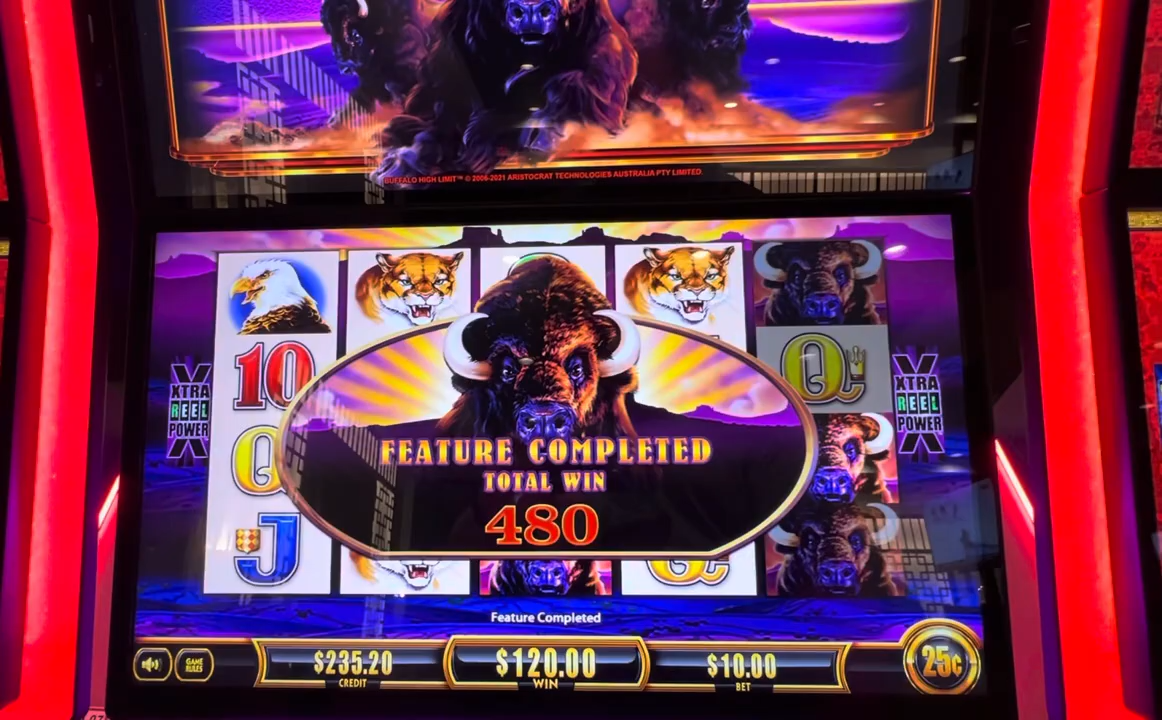 BUFFALO HIGH LIMIT™ © 2006-2021 ARISTOCRAT TECHNOLOGIES AUSTRALIA PTY LIMITED.
10
Q
Q
J
Q
XTRA
REEL
POWER
XTRA
REEL
POWER
FEATURE COMPLETED
TOTAL WIN
480
Feature Completed
GAME
RULES
$235.20
CREDIT
$120.00
WIN
$10.00
BET
25¢